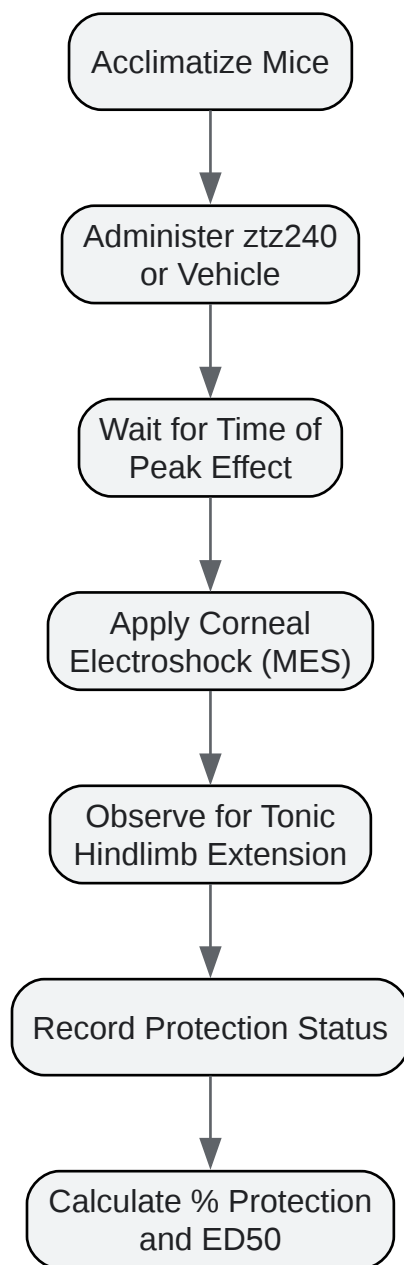 Acclimatize Mice
Administer ztz240
or Vehicle
Wait for Time of
Peak Effect
Apply Corneal
Electroshock (MES)
Observe for Tonic
Hindlimb Extension
Record Protection Status
Calculate % Protection
and ED50